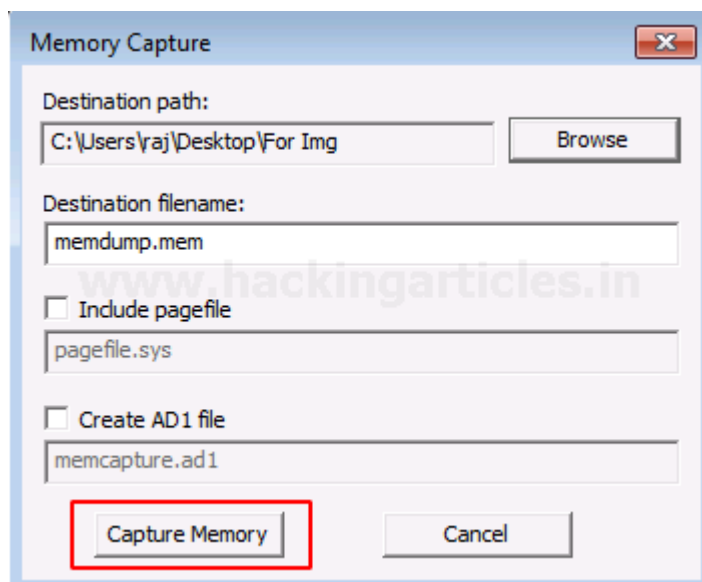 Memory Capture
Destination path:
C:\Users\raj\Desktop\For Img
Browse
Destination filename:
memdump.mem
www.hackingarticles.in
Include pagefile
pagefile.sys
Create AD1 file
memcapture.ad1
Capture Memory
Cancel